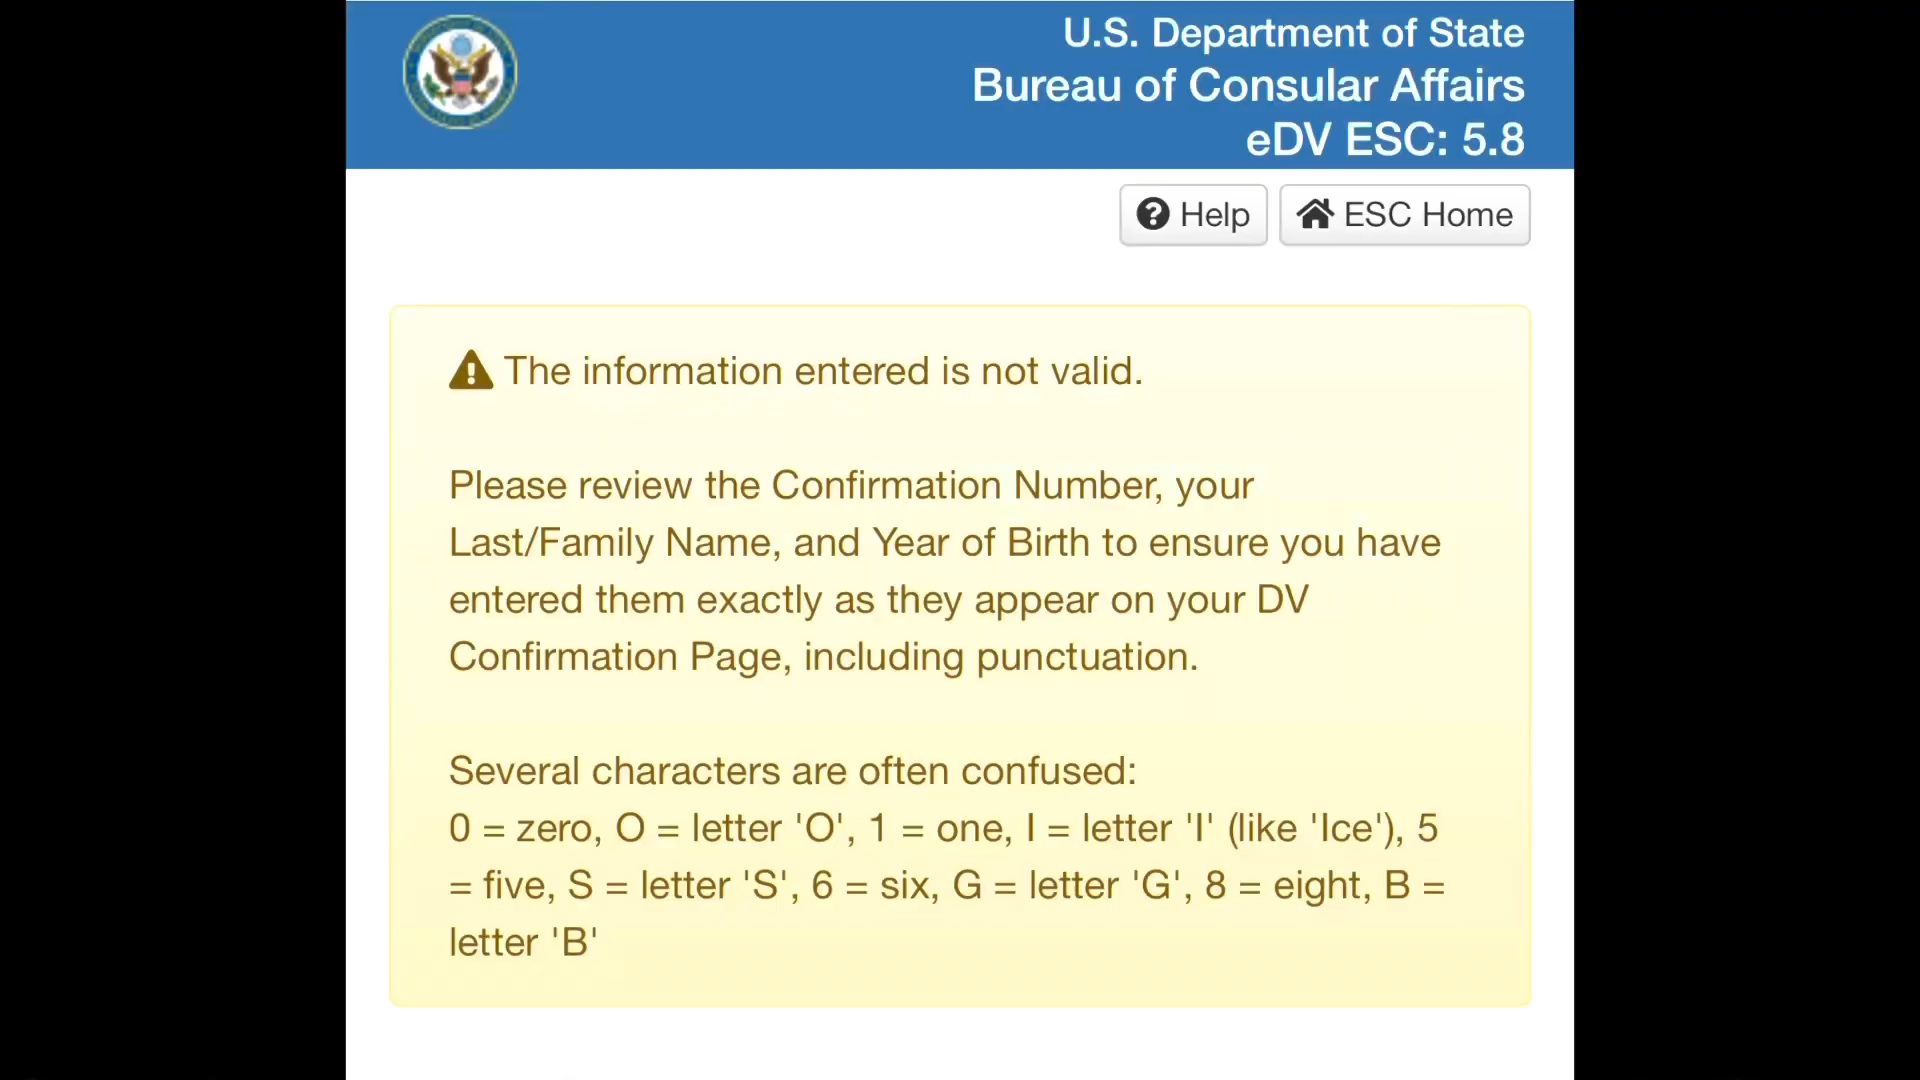 U.S. Department of State
Bureau of Consular Affairs
eDV ESC: 5.8
Help
ESC Home
The information entered is not valid.
Please review the Confirmation Number, your
Last/Family Name, and Year of Birth to ensure you have
entered them exactly as they appear on your DV
Confirmation Page, including punctuation.
Several characters are often confused:
0 = zero, O = letter 'O', 1 = one, I = letter 'I' (like 'Ice'), 5
= five, S = letter 'S', 6 = six, G = letter 'G', 8 = eight, B =
letter 'B'